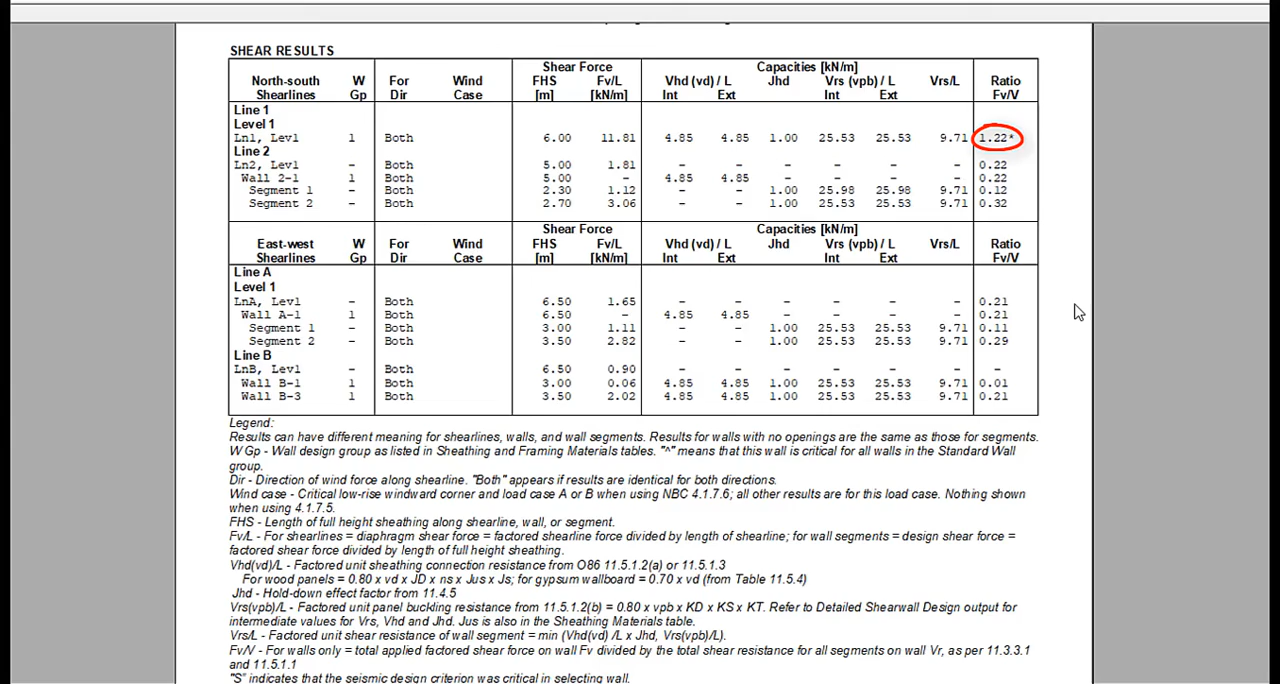 SHEAR RESULTS
Shear Force Capacities [kN/m]
North-south W For Wind FHS Fv/L Vhd (vd) / L Jhd Vrs (vpb) / L Vrs/L Ratio
Shearlines Gp Dir Case [m] [kN/m] Int Ext Int Ext Fv/V
Line 1
Level 1
Ln1, Lev1 1 Both 6.00 11.81 4.85 4.85 1.00 25.53 25.53 9.71 1.22*
Line 2
Ln2, Lev1 - Both 5.00 1.81 - - - - - - 0.22
Wall 2-1 1 Both 5.00 - 4.85 4.85 - - - - 0.22
Segment 1 - Both 2.30 1.12 - - 1.00 25.98 25.98 9.71 0.12
Segment 2 - Both 2.70 3.06 - - 1.00 25.53 25.53 9.71 0.32
Shear Force Capacities [kN/m]
East-west W For Wind FHS Fv/L Vhd (vd) / L Jhd Vrs (vpb) / L Vrs/L Ratio
Shearlines Gp Dir Case [m] [kN/m] Int Ext Int Ext Fv/V
Line A
Level 1
LnA, Lev1 - Both 6.50 1.65 - - - - - - 0.21
Wall A-1 1 Both 6.50 - 4.85 4.85 - - - - 0.21
Segment 1 - Both 3.00 1.11 - - 1.00 25.53 25.53 9.71 0.11
Segment 2 - Both 3.50 2.82 - - 1.00 25.53 25.53 9.71 0.29
Line B
LnB, Lev1 - Both 6.50 0.90 - - - - - - -
Wall B-1 1 Both 3.00 0.06 4.85 4.85 1.00 25.53 25.53 9.71 0.01
Wall B-3 1 Both 3.50 2.02 4.85 4.85 1.00 25.53 25.53 9.71 0.21
Legend:
Results can have different meaning for shearlines, walls, and wall segments. Results for walls with no openings are the same as those for segments.
W Gp - Wall design group as listed in Sheathing and Framing Materials tables. "^" means that this wall is critical for all walls in the Standard Wall
group.
Dir - Direction of wind force along shearline. "Both" appears if results are identical for both directions.
Wind case - Critical low-rise windward corner and load case A or B when using NBC 4.1.7.6; all other results are for this load case. Nothing shown
when using 4.1.7.5.
FHS - Length of full height sheathing along shearline, wall, or segment.
Fv/L - For shearlines = diaphragm shear force = factored shearline force divided by length of shearline; for wall segments = design shear force =
factored shear force divided by length of full height sheathing.
Vhd(vd)/L - Factored unit sheathing connection resistance from O86 11.5.1.2(a) or 11.5.1.3
For wood panels = 0.80 x vd x JD x ns x Jus x Js; for gypsum wallboard = 0.70 x vd (from Table 11.5.4)
Jhd - Hold-down effect factor from 11.4.5
Vrs(vpb)/L - Factored unit panel buckling resistance from 11.5.1.2(b) = 0.80 x vpb x KD x KS x KT. Refer to Detailed Shearwall Design output for
intermediate values for Vrs, Vhd and Jhd. Jus is also in the Sheathing Materials table.
Vrs/L - Factored unit shear resistance of wall segment = min (Vhd(vd) /L x Jhd, Vrs(vpb)/L).
Fv/V - For walls only = total applied factored shear force on wall Fv divided by the total shear resistance for all segments on wall Vr, as per 11.3.3.1
and 11.5.1.1
"S" indicates that the seismic design criterion was critical in selecting wall.